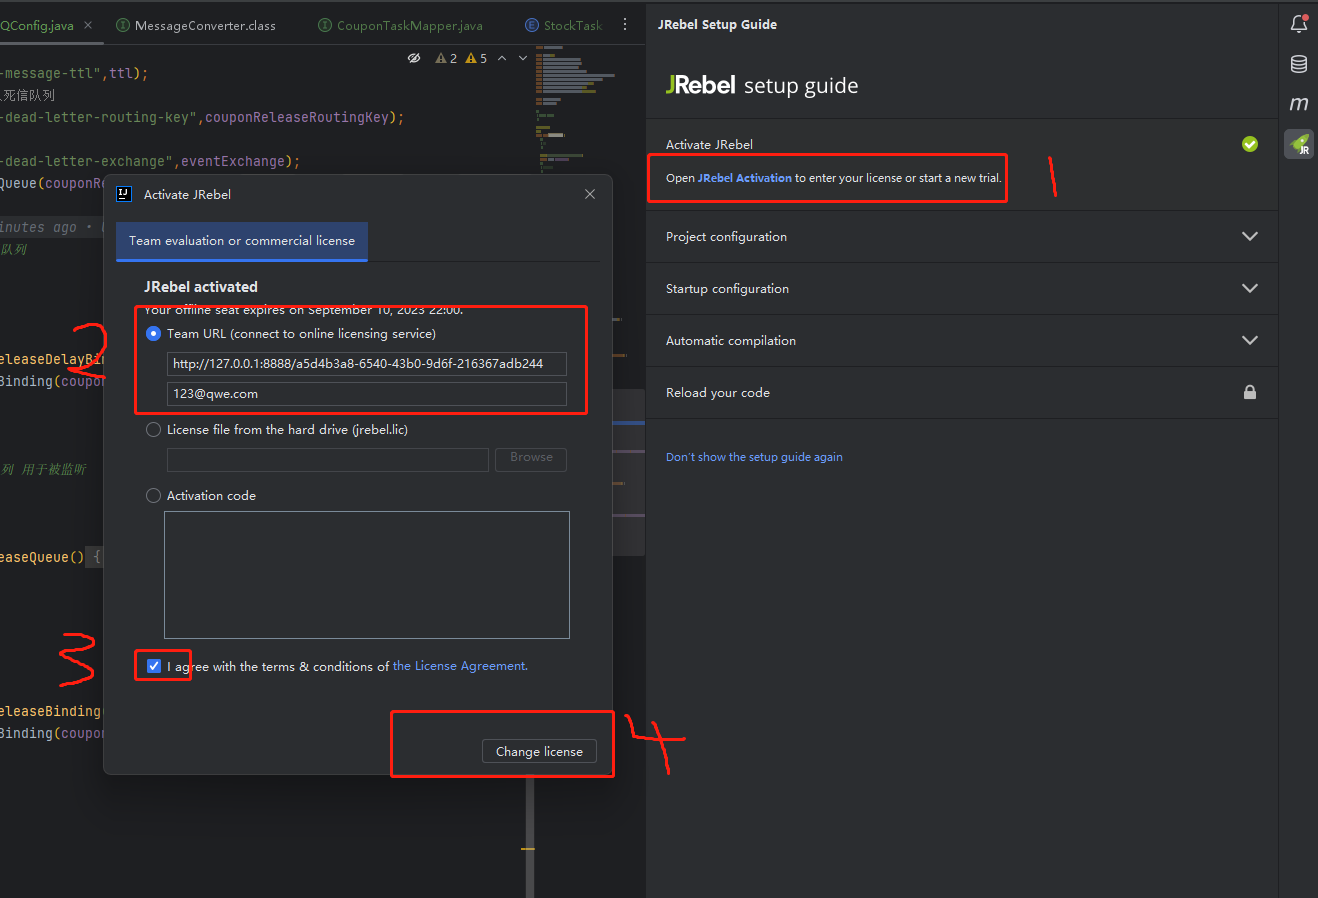 QConfig.java
MessageConverter.class
CouponTaskMapper.java
StockTask
2
5
-message-ttl",ttl);
死信队列
-dead-letter-routing-key",couponReleaseRoutingKey);
-dead-letter-exchange",eventExchange);
Queue(couponRe
inutes ago •
队列
eleaseDelayBin
Binding(coupon
列 用于被监听
easeQueue() {
eleaseBinding
Binding(coupon
Activate JRebel
Team evaluation or commercial license
JRebel activated
Your offline seat expires on September 10, 2023 22:00.
Team URL (connect to online licensing service)
http://127.0.0.1:8888/a5d4b3a8-6540-43b0-9d6f-216367adb244
123@qwe.com
License file from the hard drive (jrebel.lic)
Browse
Activation code
I agree with the terms & conditions of the License Agreement.
Change license
2
3
4
JRebel Setup Guide
JRebel setup guide
Activate JRebel
Open JRebel Activation to enter your license or start a new trial.
1
Project configuration
Startup configuration
Automatic compilation
Reload your code
Don't show the setup guide again
m
JR